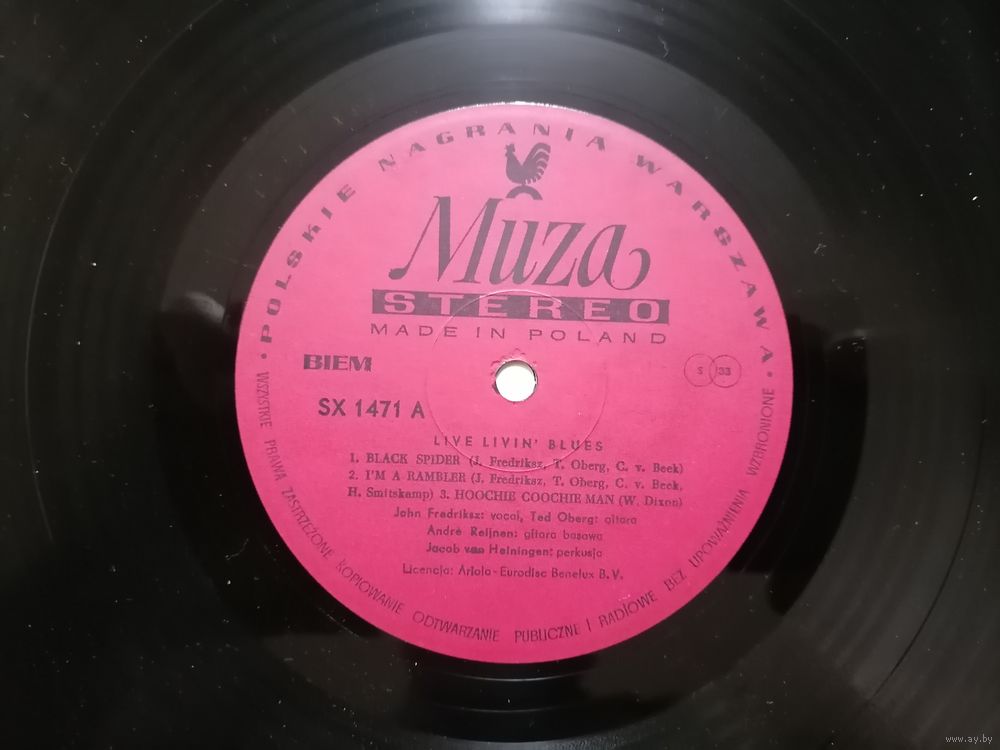 POLSKIE NAGRANIA WARSZAWA
Muza
STEREO
MADE IN POLAND
BIEM
S 33
SX 1471 A
LIVE LIVIN' BLUES
1. BLACK SPIDER (J. Fredriksz, T. Oberg, C. v. Beek)
2. I'M A RAMBLER (J. Fredriksz, T. Oberg, C. v. Beek,
H. Smitskamp) 3. HOOCHIE COOCHIE MAN (W. Dixon)
John Fredriksz: vocal, Ted Oberg: gitara
André Reijnen: gitara basowa
Jacob van Heiningen: perkusja
Licencja: Ariola-Eurodisc Benelux B.V.
WSZYSTKIE PRAWA ZASTRZEŻONE KOPIOWANIE ODTWARZANIE PUBLICZNE I RADIOWE BEZ UPOWAŻNIENIA WZBRONIONE
www.ay.by